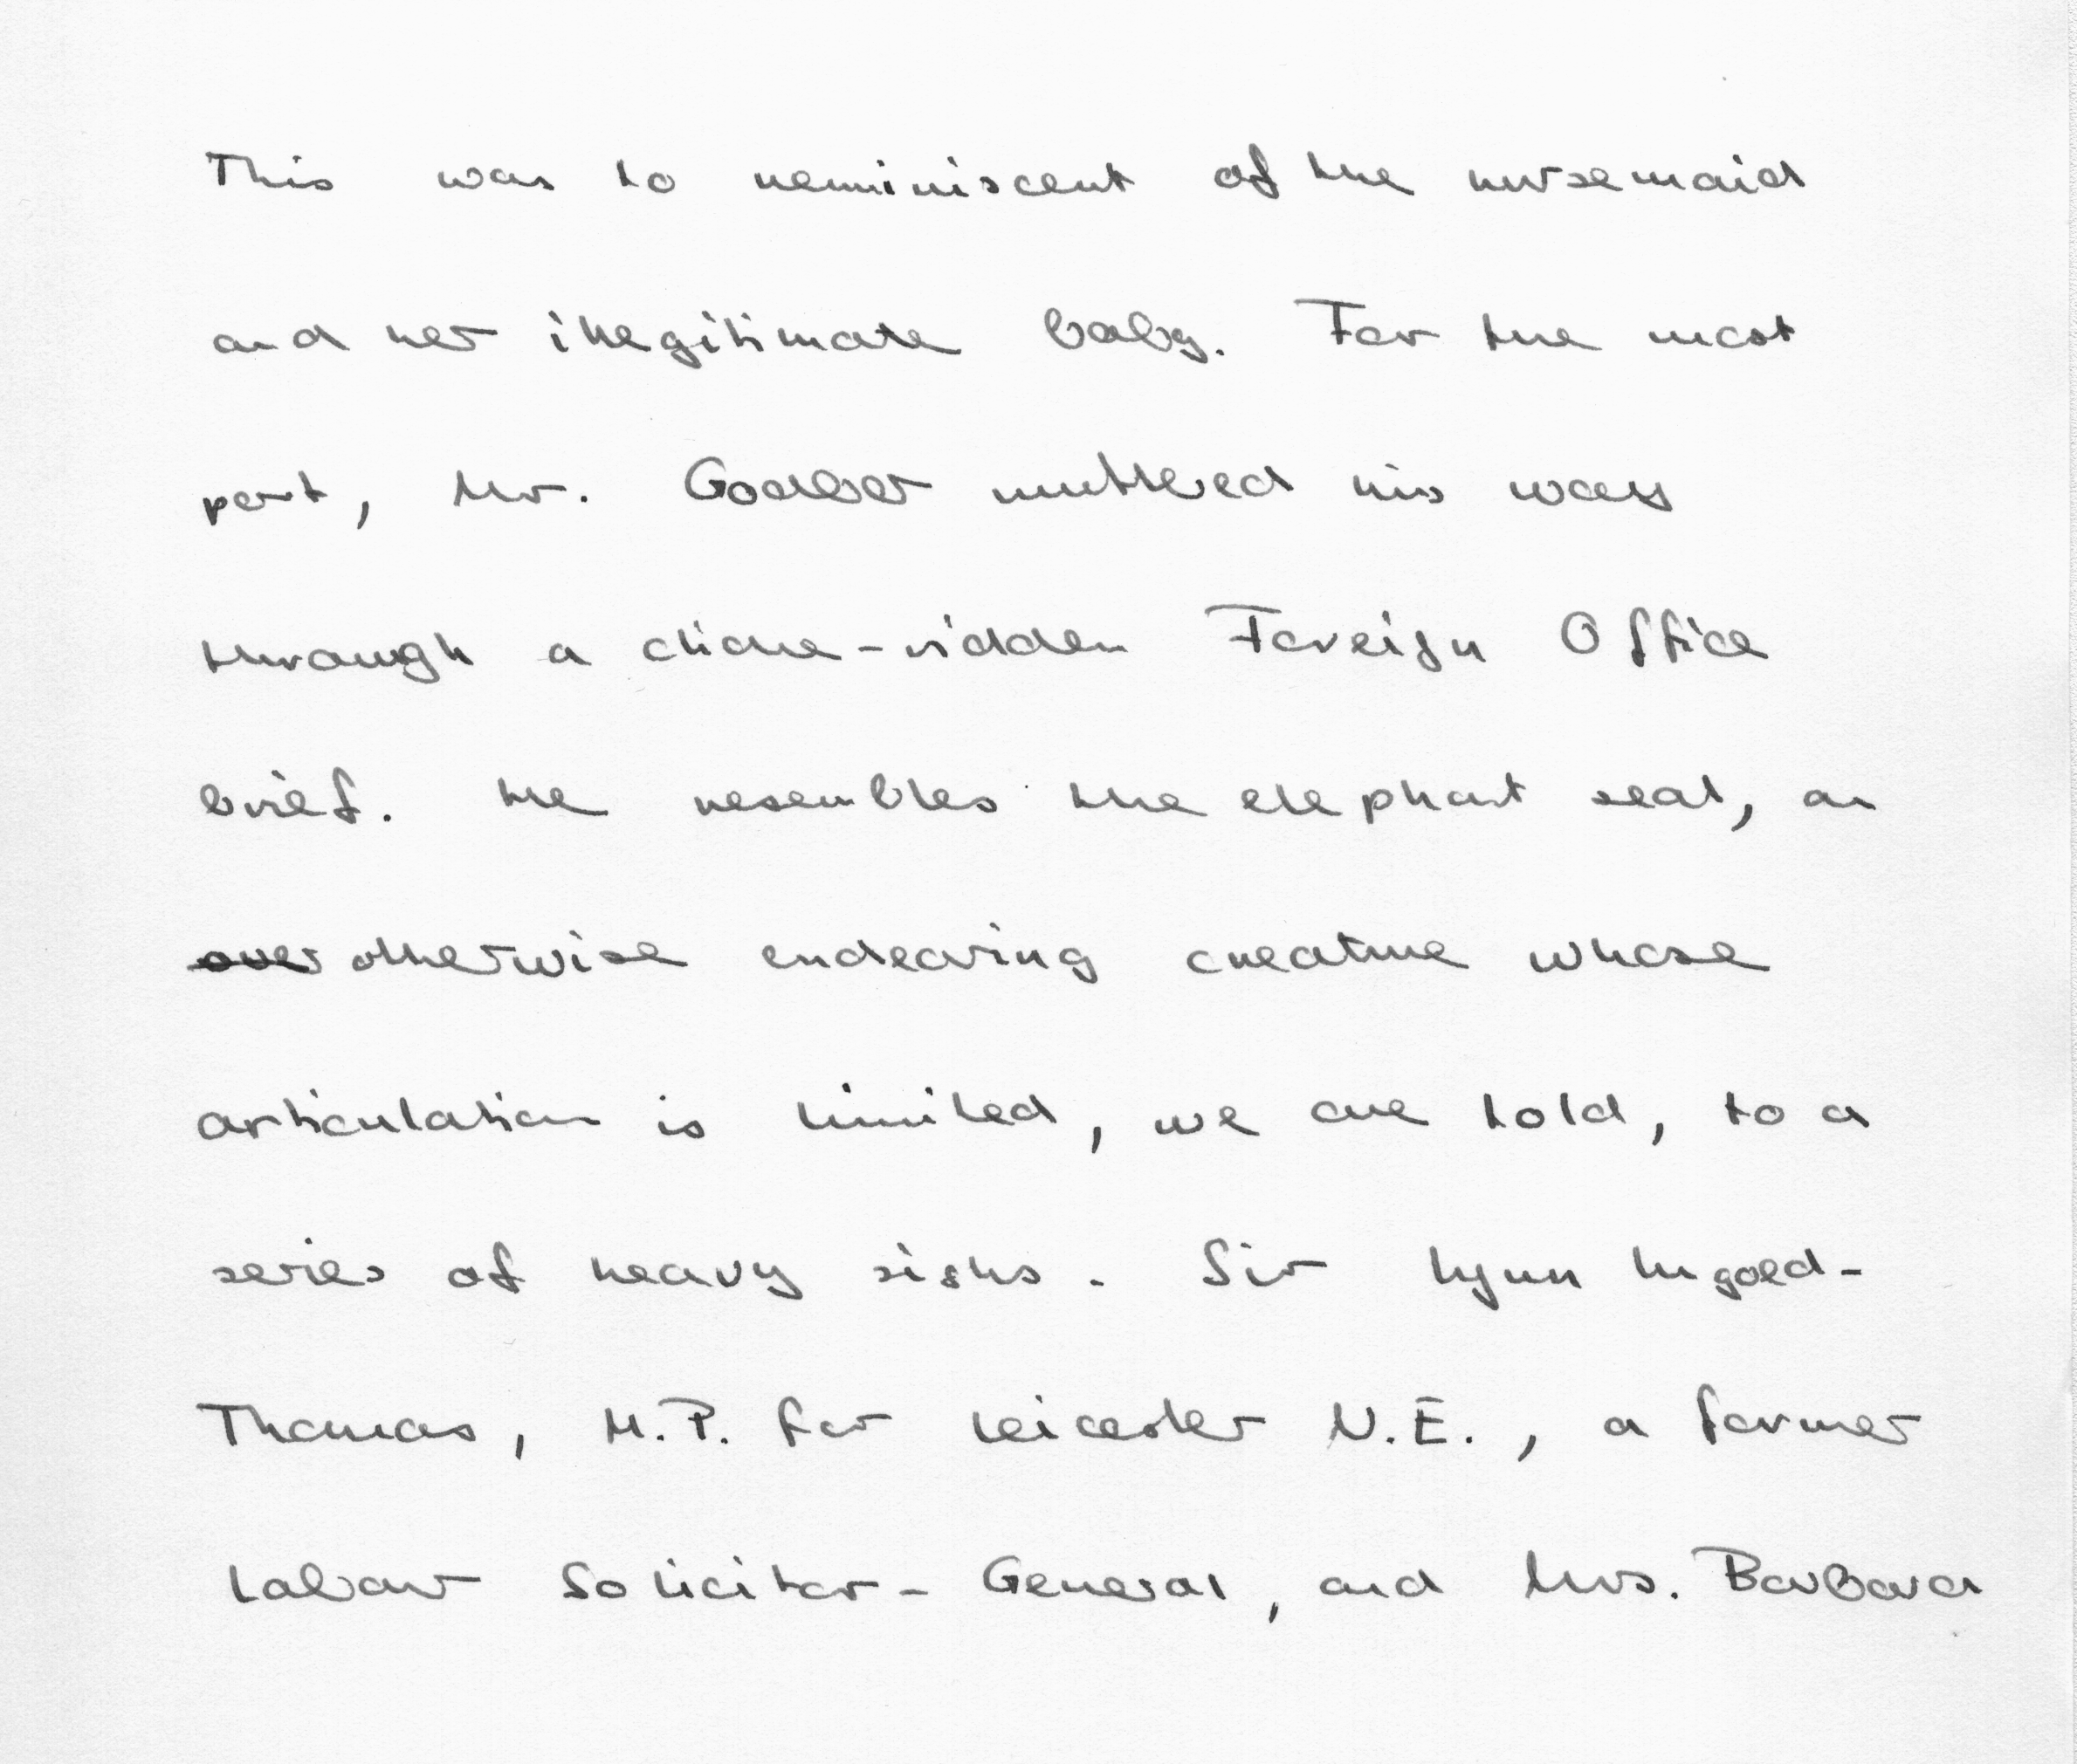 This was to reminiscent of the nursemaid
and her illegitimate baby. For the most
part, Mr. Godber muttered his way
through a cliche-ridden Foreign Office
brief. He resembles the elephant seal, an
over otherwise endearing creature whose
articulation is limited, we are told, to a
series of heavy sighs. Sir Lynn Ungoed-
Thomas, M.P. for Leicester N.E., a former
Labour Solicitor-General, and Mrs. Barbara